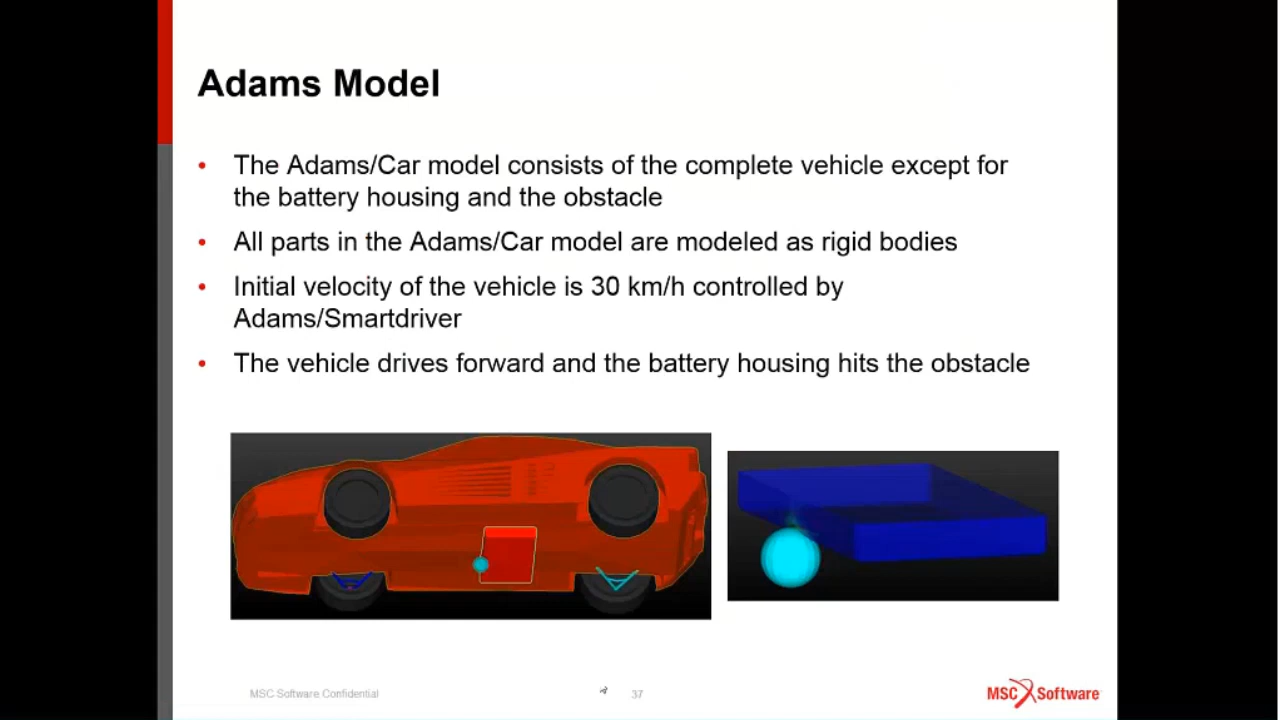 Adams Model
• The Adams/Car model consists of the complete vehicle except for
the battery housing and the obstacle
• All parts in the Adams/Car model are modeled as rigid bodies
• Initial velocity of the vehicle is 30 km/h controlled by
Adams/Smartdriver
• The vehicle drives forward and the battery housing hits the obstacle
MSC Software Confidential
37
MSC Software